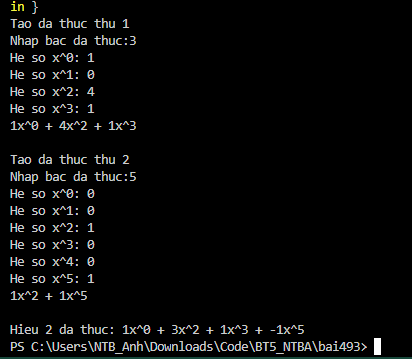 in }
Tao da thuc thu 1
Nhap bac da thuc:3
He so x^0: 1
He so x^1: 0
He so x^2: 4
He so x^3: 1
1x^0 + 4x^2 + 1x^3
Tao da thuc thu 2
Nhap bac da thuc:5
He so x^0: 0
He so x^1: 0
He so x^2: 1
He so x^3: 0
He so x^4: 0
He so x^5: 1
1x^2 + 1x^5
Hieu 2 da thuc: 1x^0 + 3x^2 + 1x^3 + -1x^5
PS C:\Users\NTB_Anh\Downloads\Code\BT5_NTBA\bai493>